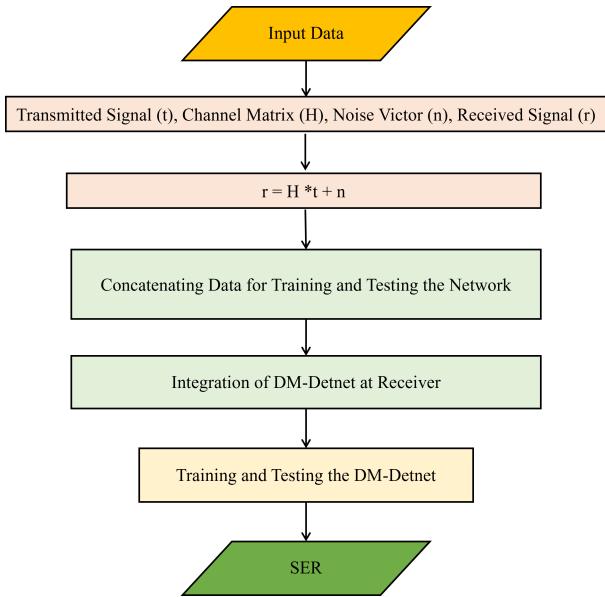 Input Data
Transmitted Signal (t), Channel Matrix (H), Noise Victor (n), Received Signal (r)
r = H *t + n
Concatenating Data for Training and Testing the Network
Integration of DM-Detnet at Receiver
Training and Testing the DM-Detnet
SER